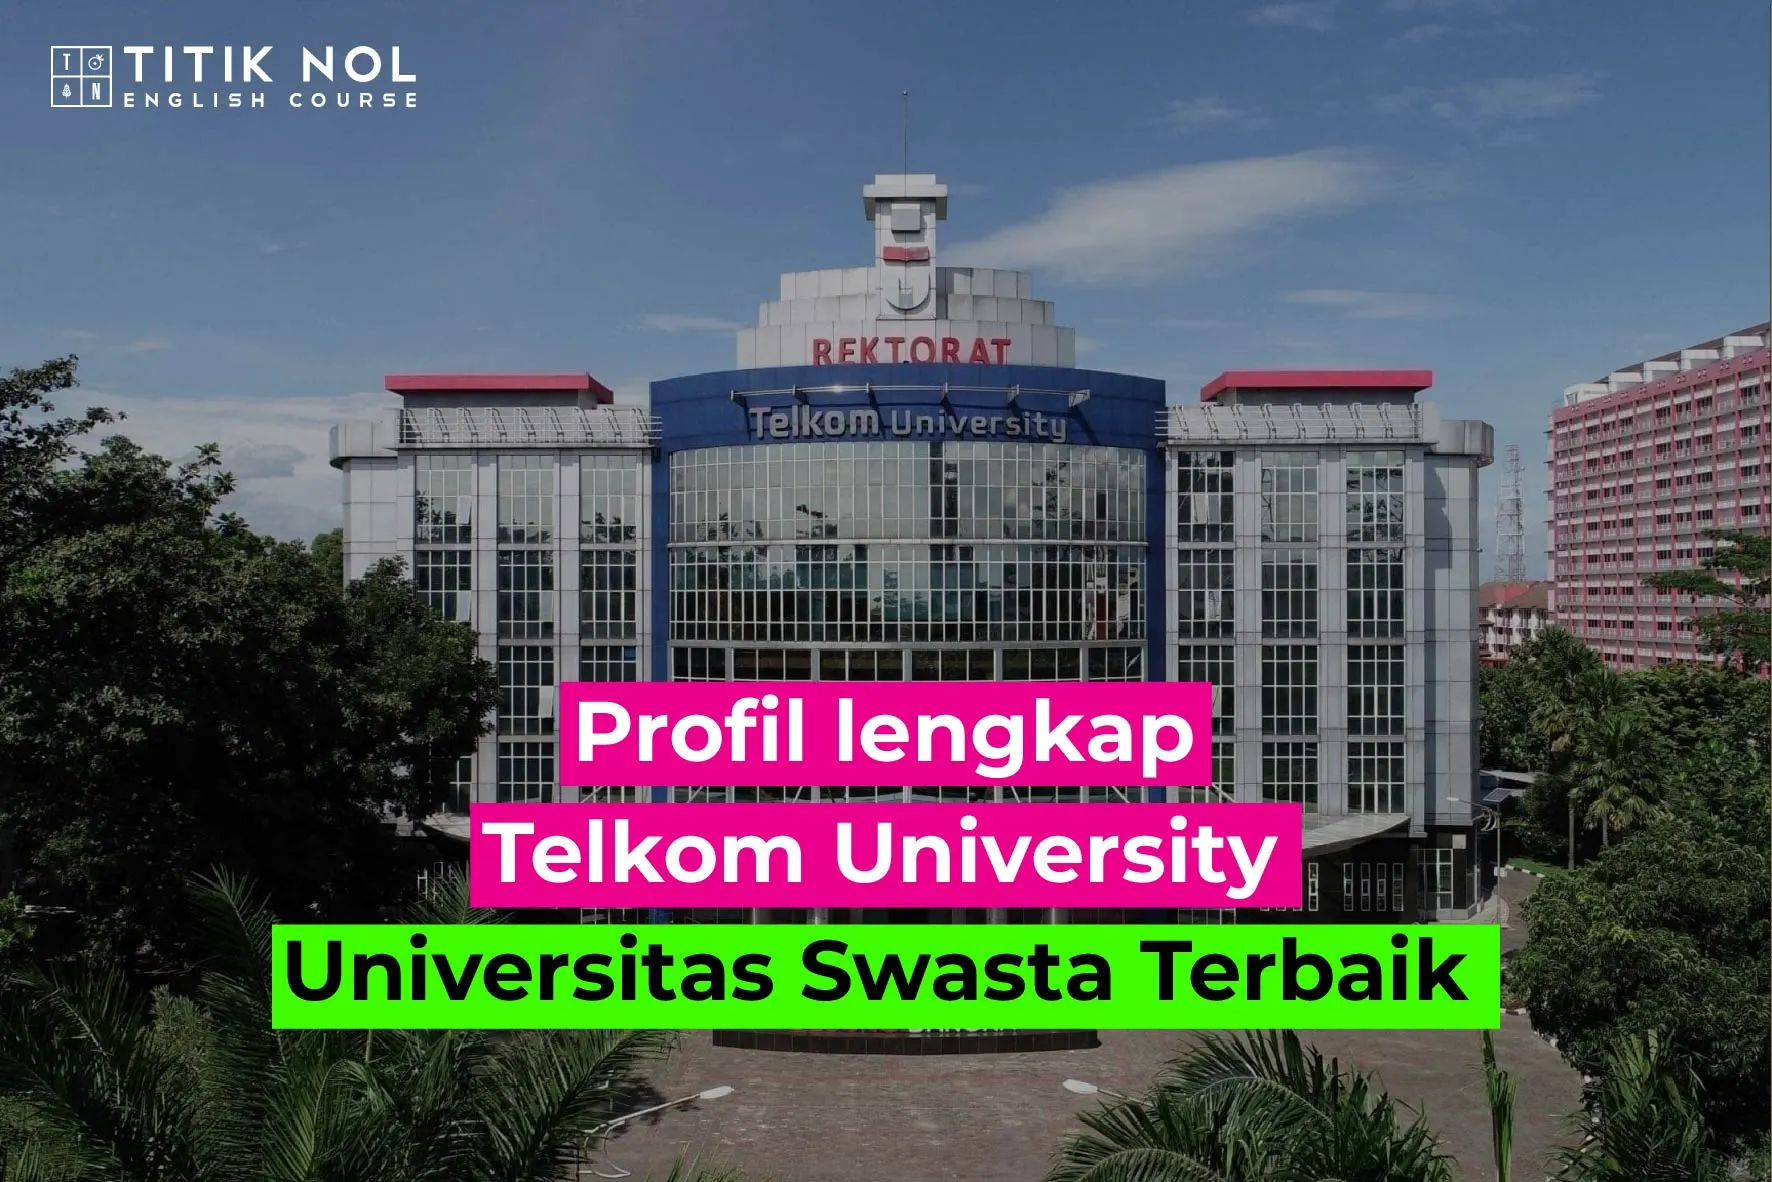 TITIK NOL
ENGLISH COURSE
T
N
REKTORAT
Telkom University
Profil lengkap
Telkom University
Universitas Swasta Terbaik